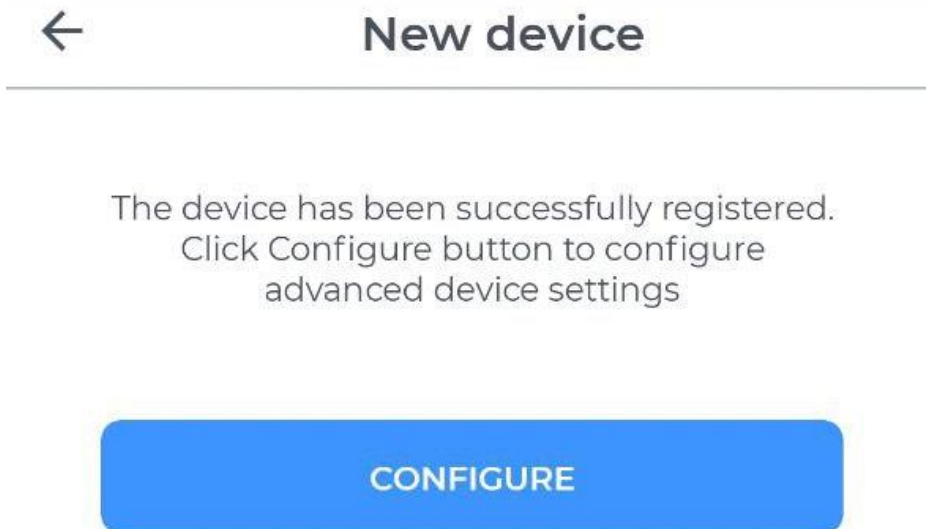 New device
The device has been successfully registered.
Click Configure button to configure
advanced device settings
CONFIGURE